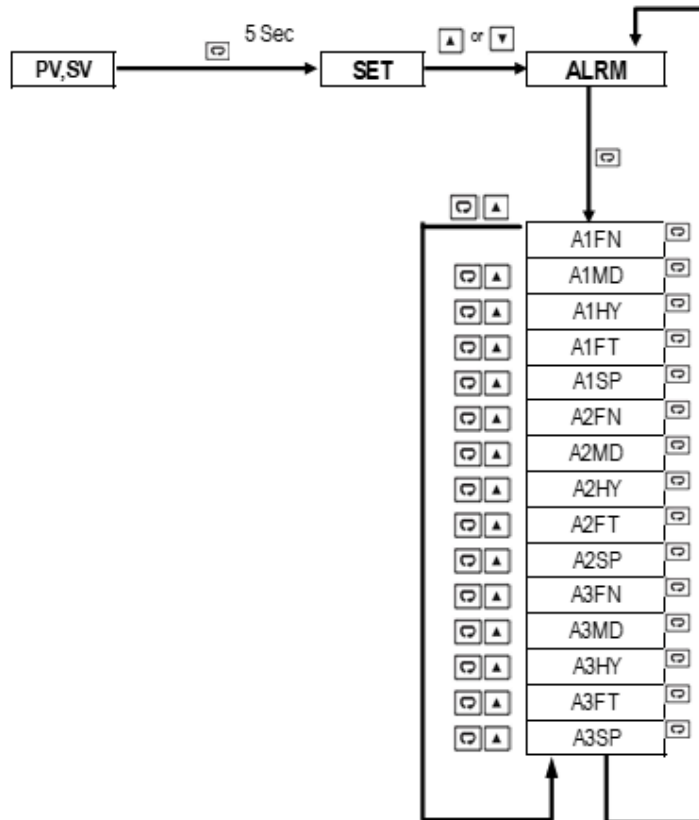 5 Sec
or
PV,SV
SET
ALRM
A1FN
A1MD
A1HY
A1FT
A1SP
A2FN
A2MD
A2HY
A2FT
A2SP
A3FN
A3MD
A3HY
A3FT
A3SP